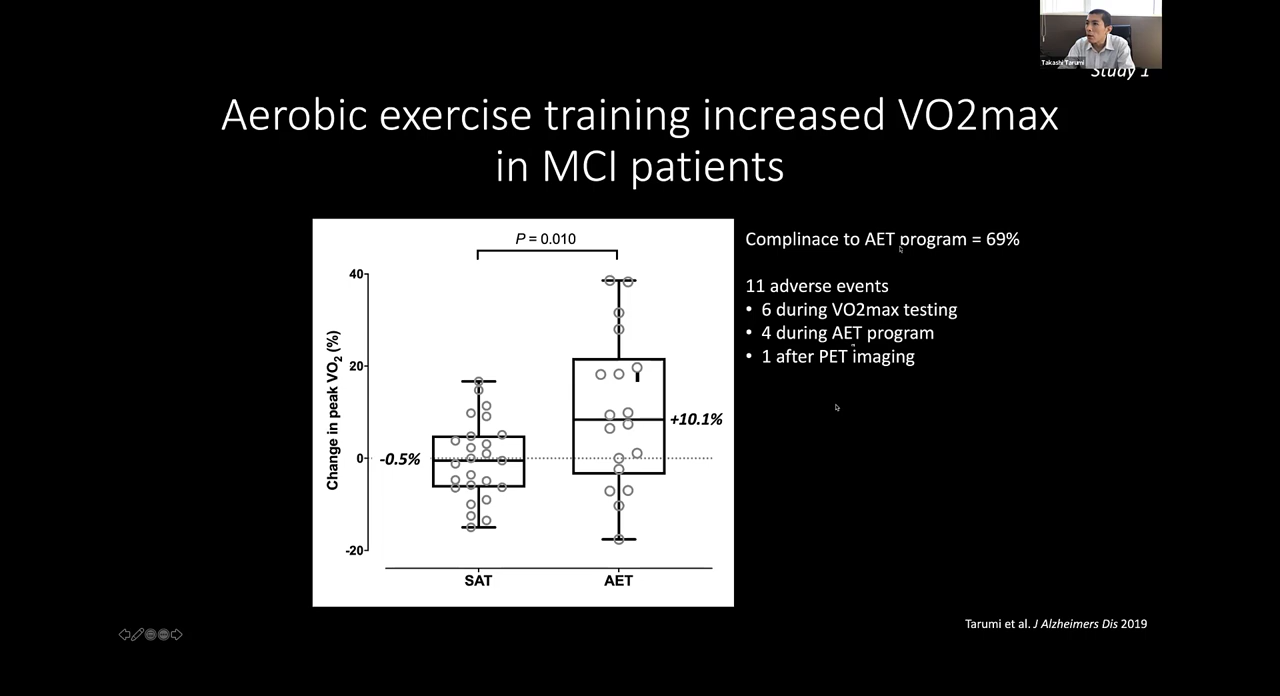 Takashi Tarumi
Study 1
Aerobic exercise training increased VO2max
in MCI patients
P = 0.010
40
20
0
-20
Change in peak VO2 (%)
-0.5%
+10.1%
SAT
AET
Complinace to AET program = 69%
11 adverse events
• 6 during VO2max testing
• 4 during AET program
• 1 after PET imaging
Tarumi et al. J Alzheimers Dis 2019